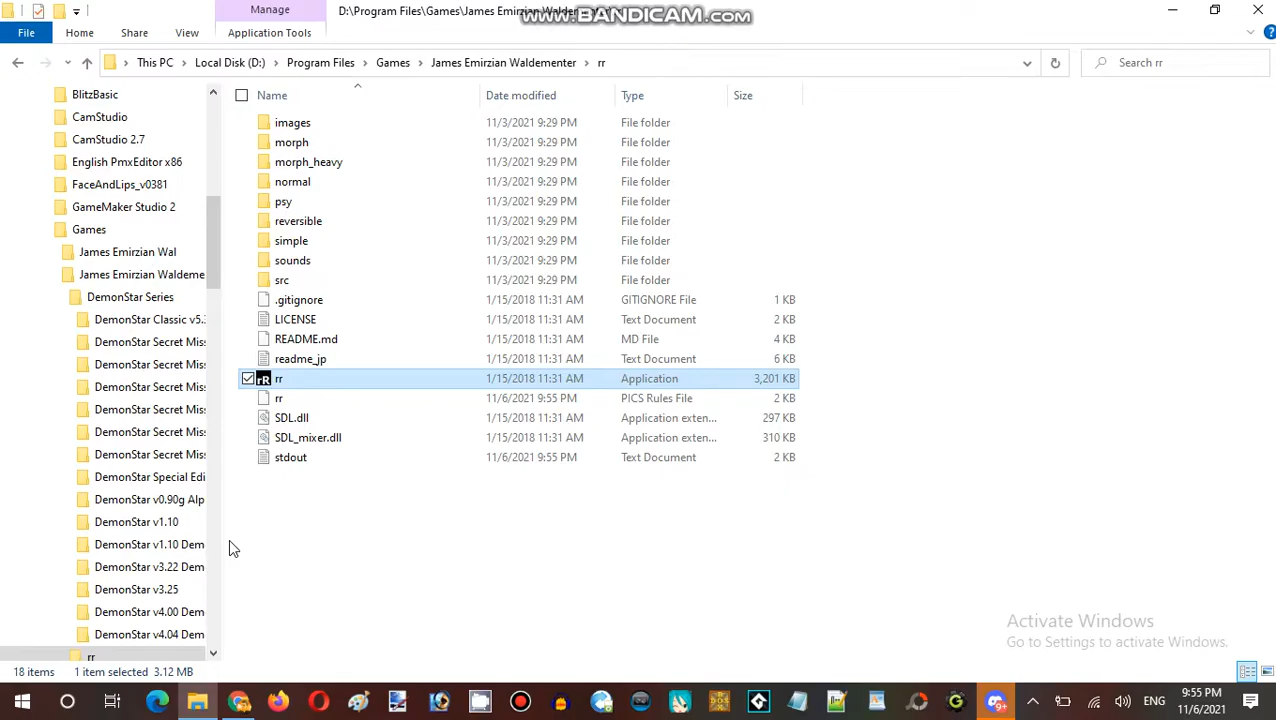 Manage
D:\Program Files\Games\James Emirzian Waldementer\rr
www.BANDICAM.com
File
Home
Share
View
Application Tools
This PC > Local Disk (D:) > Program Files > Games > James Emirzian Waldementer > rr
Search rr
BlitzBasic
CamStudio
CamStudio 2.7
English PmxEditor x86
FaceAndLips_v0381
GameMaker Studio 2
Games
James Emirzian Wal
James Emirzian Waldeme
DemonStar Series
DemonStar Classic v5.
DemonStar Secret Mis
DemonStar Secret Mis
DemonStar Secret Mis
DemonStar Secret Mis
DemonStar Secret Mis
DemonStar Secret Mis
DemonStar Special Edi
DemonStar v0.90g Alp
DemonStar v1.10
DemonStar v1.10 Dem
DemonStar v3.22 Dem
DemonStar v3.25
DemonStar v4.00 Dem
DemonStar v4.04 Dem
rr
Name Date modified Type Size
images 11/3/2021 9:29 PM File folder
morph 11/3/2021 9:29 PM File folder
morph_heavy 11/3/2021 9:29 PM File folder
normal 11/3/2021 9:29 PM File folder
psy 11/3/2021 9:29 PM File folder
reversible 11/3/2021 9:29 PM File folder
simple 11/3/2021 9:29 PM File folder
sounds 11/3/2021 9:29 PM File folder
src 11/3/2021 9:29 PM File folder
.gitignore 1/15/2018 11:31 AM GITIGNORE File 1 KB
LICENSE 1/15/2018 11:31 AM Text Document 2 KB
README.md 1/15/2018 11:31 AM MD File 4 KB
readme_jp 1/15/2018 11:31 AM Text Document 6 KB
rR rr 1/15/2018 11:31 AM Application 3,201 KB
rr 11/6/2021 9:55 PM PICS Rules File 2 KB
SDL.dll 1/15/2018 11:31 AM Application exten... 297 KB
SDL_mixer.dll 1/15/2018 11:31 AM Application exten... 310 KB
stdout 11/6/2021 9:55 PM Text Document 2 KB
Activate Windows
Go to Settings to activate Windows.
18 items 1 item selected 3.12 MB
9+
ENG
9:55 PM
11/6/2021